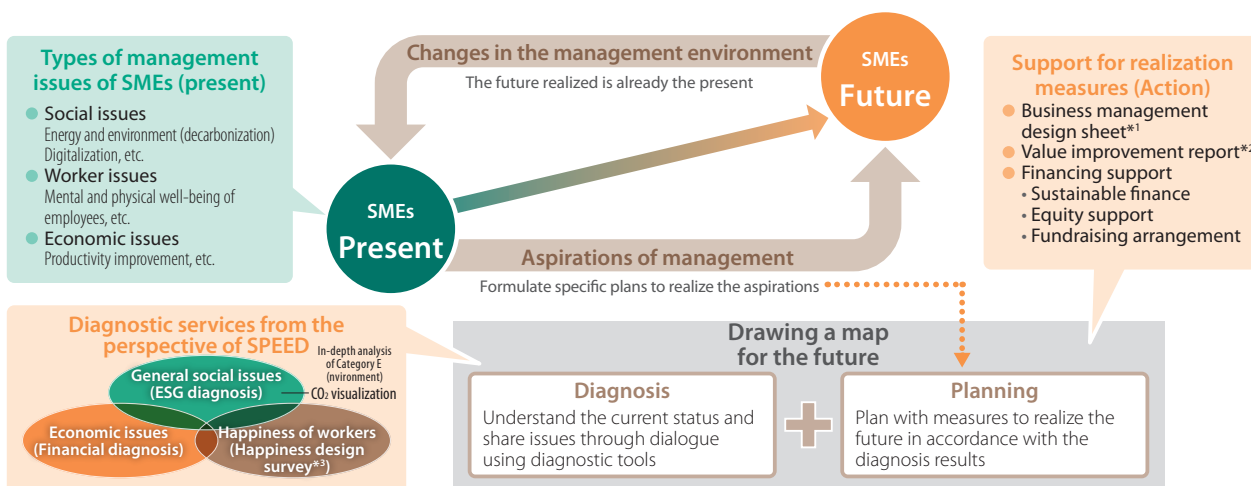 Types of management
issues of SMEs (present)
● Social issues
Energy and environment (decarbonization)
Digitalization, etc.
● Worker issues
Mental and physical well-being of
employees, etc.
● Economic issues
Productivity improvement, etc.
Changes in the management environment
The future realized is already the present
SMEs
Future
SMEs
Present
Aspirations of management
Formulate specific plans to realize the aspirations
Support for realization
measures (Action)
● Business management
design sheet*1
● Value improvement report*2
● Financing support
• Sustainable finance
• Equity support
• Fundraising arrangement
Diagnostic services from the
perspective of SPEED
In-depth analysis
of Category E
(nvironment)
CO₂ visualization
General social issues
(ESG diagnosis)
Economic issues
(Financial diagnosis)
Happiness of workers
(Happiness design
survey*3)
Drawing a map
for the future
Diagnosis
Understand the current status and
share issues through dialogue
using diagnostic tools
Planning
Plan with measures to realize the
future in accordance with the
diagnosis results